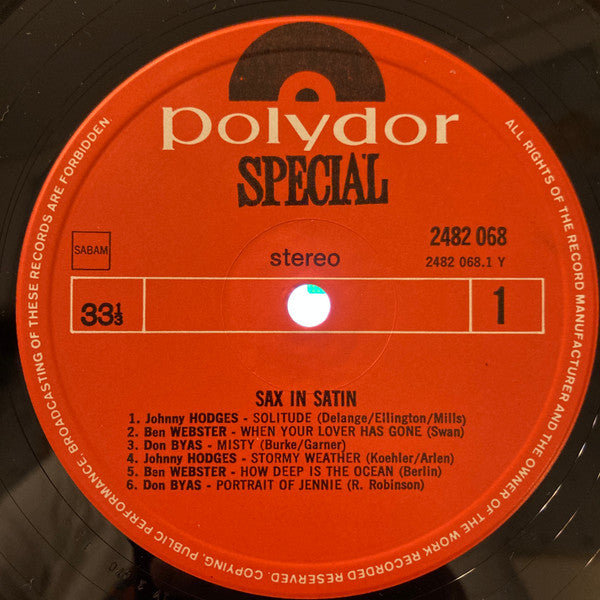 polydor
SPECIAL
SABAM
stereo
2482 068
2482 068.1 Y
33⅓
1
SAX IN SATIN
1. Johnny HODGES - SOLITUDE (Delange/Ellington/Mills)
2. Ben WEBSTER - WHEN YOUR LOVER HAS GONE (Swan)
3. Don BYAS - MISTY (Burke/Garner)
4. Johnny HODGES - STORMY WEATHER (Koehler/Arlen)
5. Ben WEBSTER - HOW DEEP IS THE OCEAN (Berlin)
6. Don BYAS - PORTRAIT OF JENNIE (R. Robinson)
ALL RIGHTS OF THE RECORD MANUFACTURER AND THE OWNER OF THE WORK RECORDED RESERVED. COPYING, PUBLIC PERFORMANCE, BROADCASTING OF THESE RECORDS ARE FORBIDDEN